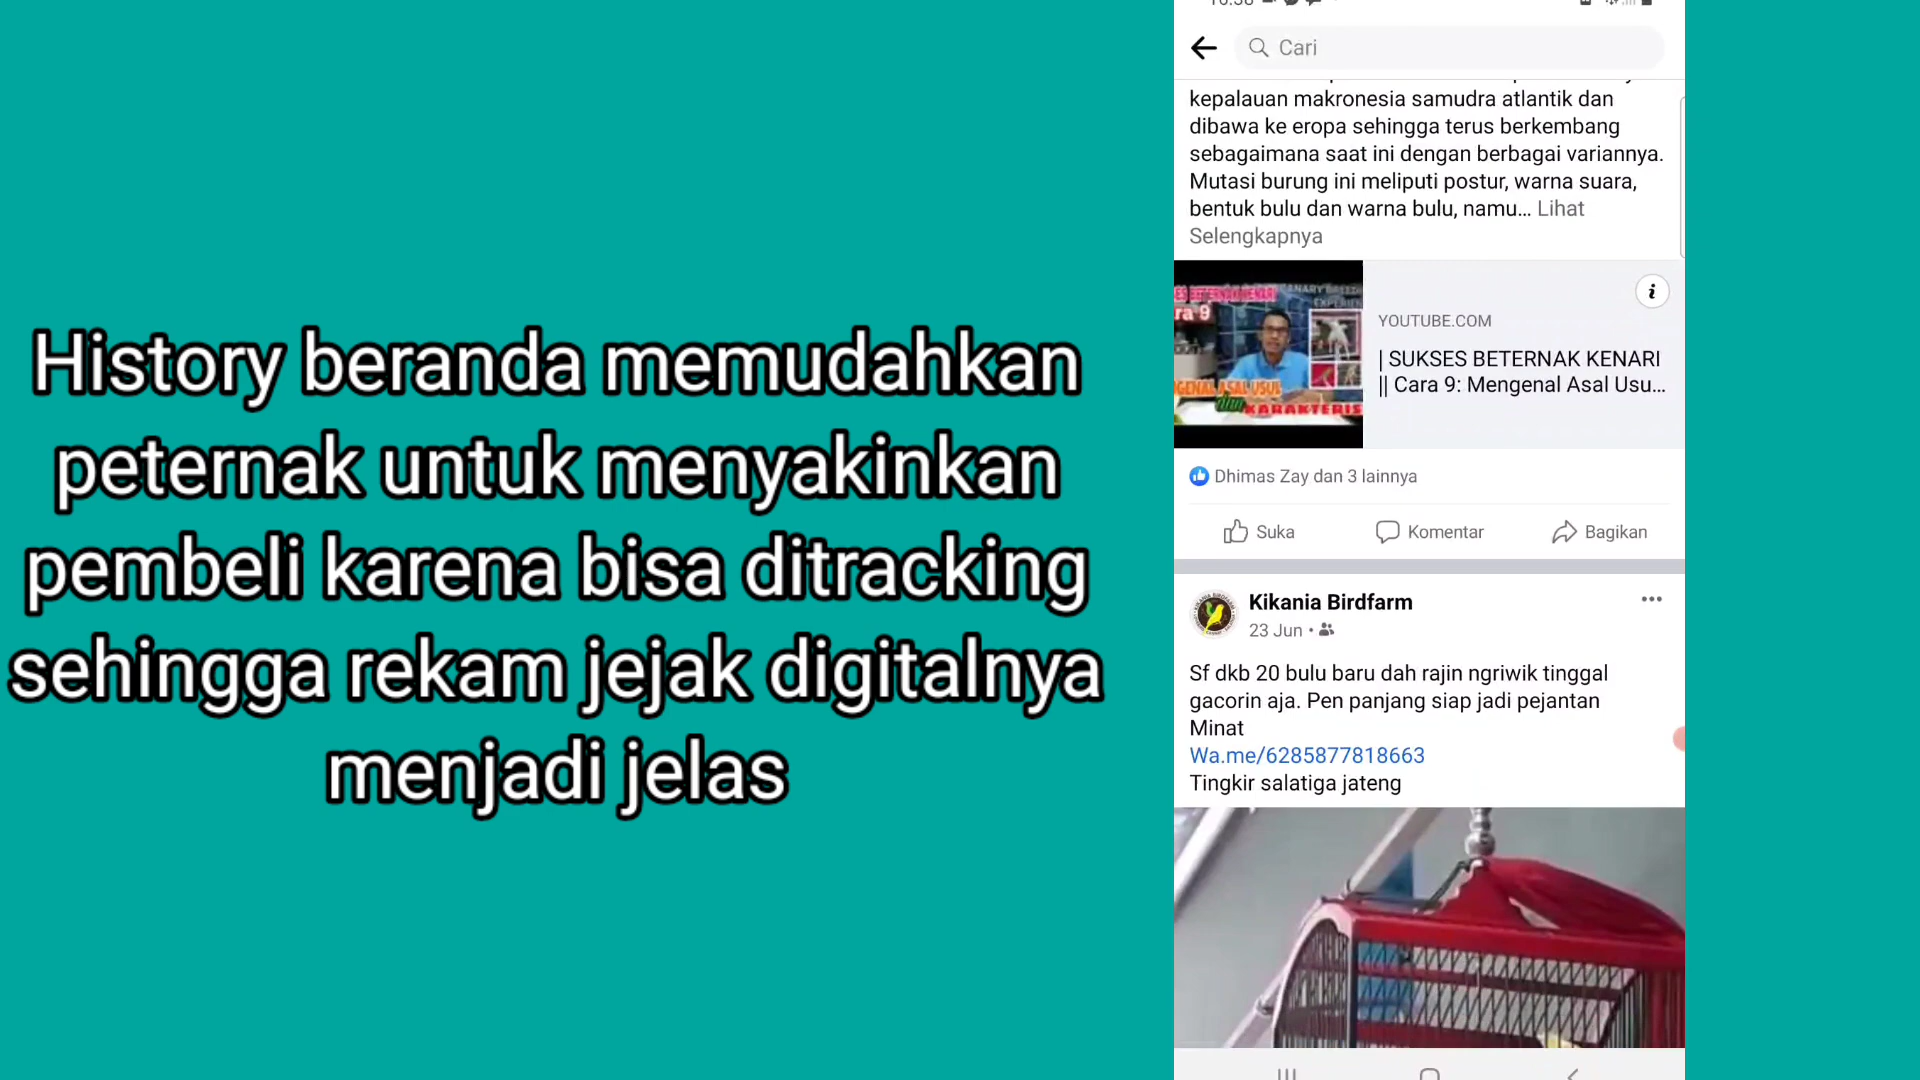 History beranda memudahkan
peternak untuk menyakinkan
pembeli karena bisa ditracking
sehingga rekam jejak digitalnya
menjadi jelas
Cari
kepalauan makronesia samudra atlantik dan
dibawa ke eropa sehingga terus berkembang
sebagaimana saat ini dengan berbagai variannya.
Mutasi burung ini meliputi postur, warna suara,
bentuk bulu dan warna bulu, namu... Lihat
Selengkapnya
YOUTUBE.COM
| SUKSES BETERNAK KENARI
|| Cara 9: Mengenal Asal Usu...
Dhimas Zay dan 3 lainnya
Suka Komentar Bagikan
Kikania Birdfarm
23 Jun
Sf dkb 20 bulu baru dah rajin ngriwik tinggal
gacorin aja. Pen panjang siap jadi pejantan
Minat
Wa.me/6285877818663
Tingkir salatiga jateng